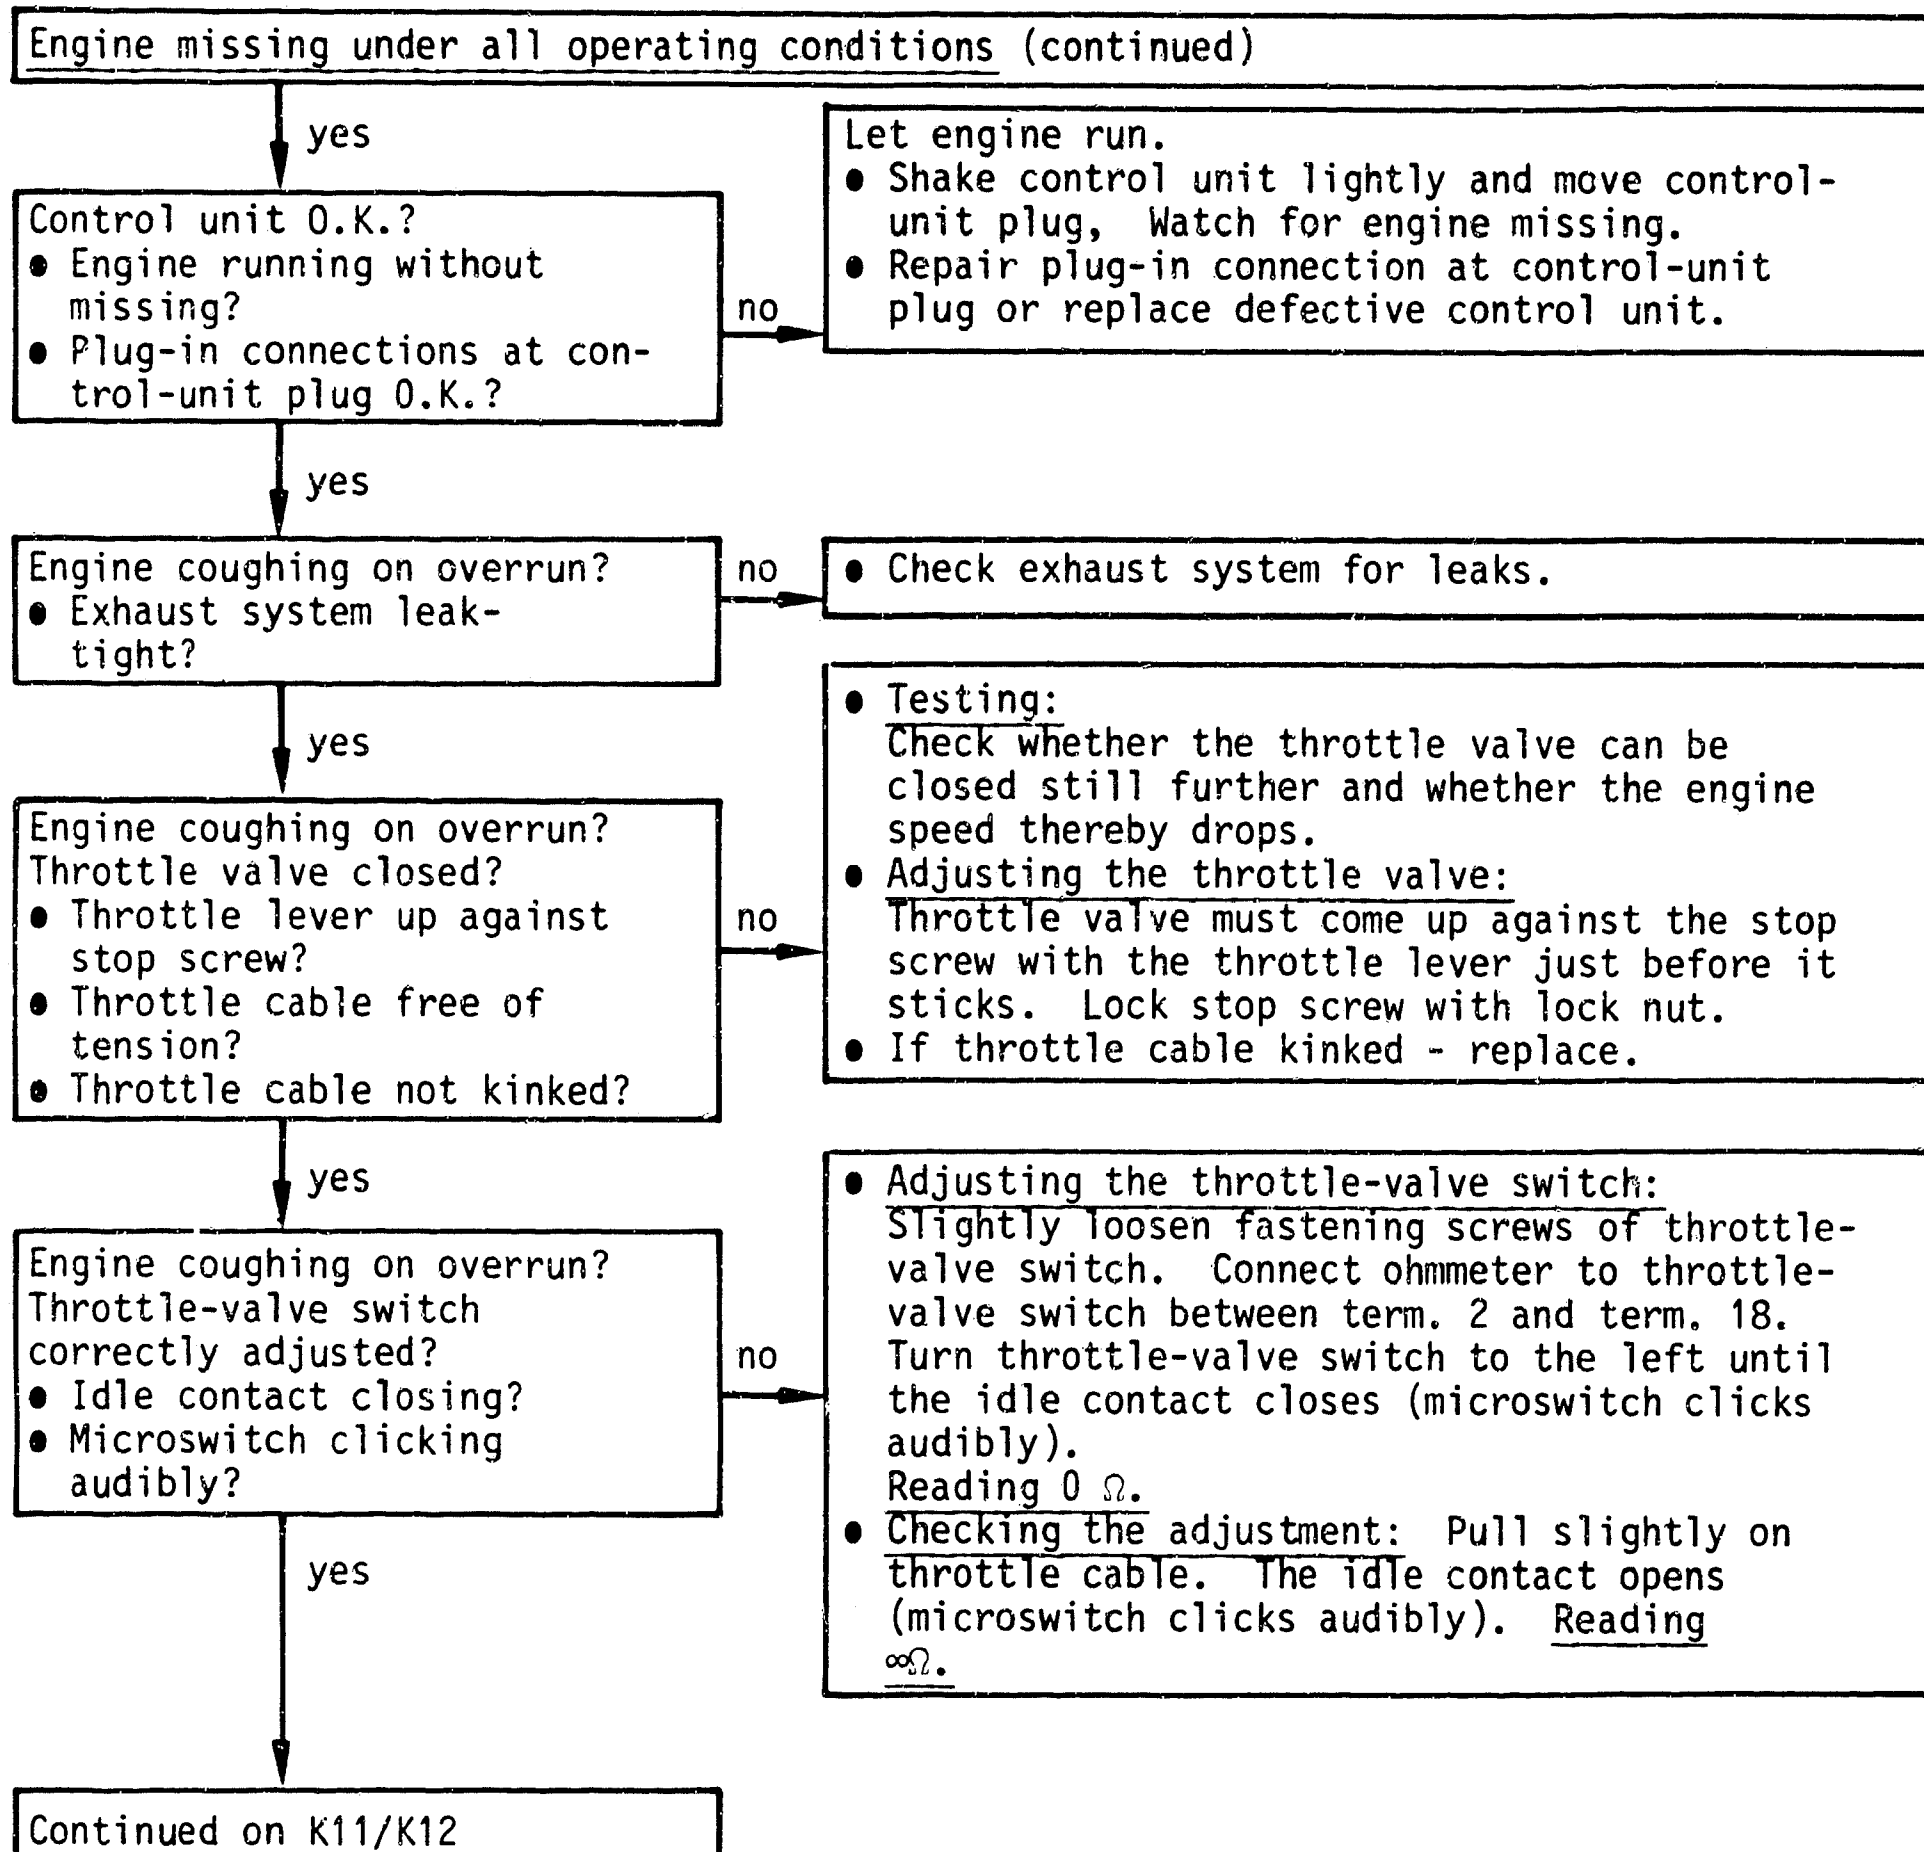 Engine missing under all operating conditions (continued)
yes
Control unit O.K.?
● Engine running without
missing?
● Plug-in connections at con-
trol-unit plug O.K.?
no
Let engine run.
● Shake control unit lightly and move control-
unit plug, Watch for engine missing.
● Repair plug-in connection at control-unit
plug or replace defective control unit.
yes
Engine coughing on overrun?
● Exhaust system leak-
tight?
no
● Check exhaust system for leaks.
yes
Engine coughing on overrun?
Throttle valve closed?
● Throttle lever up against
stop screw?
● Throttle cable free of
tension?
● Throttle cable not kinked?
no
● Testing:
Check whether the throttle valve can be
closed still further and whether the engine
speed thereby drops.
● Adjusting the throttle valve:
Throttle valve must come up against the stop
screw with the throttle lever just before it
sticks. Lock stop screw with lock nut.
● If throttle cable kinked - replace.
yes
Engine coughing on overrun?
Throttle-valve switch
correctly adjusted?
● Idle contact closing?
● Microswitch clicking
audibly?
no
● Adjusting the throttle-valve switch:
Slightly loosen fastening screws of throttle-
valve switch. Connect ohmmeter to throttle-
valve switch between term. 2 and term. 18.
Turn throttle-valve switch to the left until
the idle contact closes (microswitch clicks
audibly).
Reading 0 Ω.
● Checking the adjustment: Pull slightly on
throttle cable. The idle contact opens
(microswitch clicks audibly). Reading
∞Ω.
yes
Continued on K11/K12